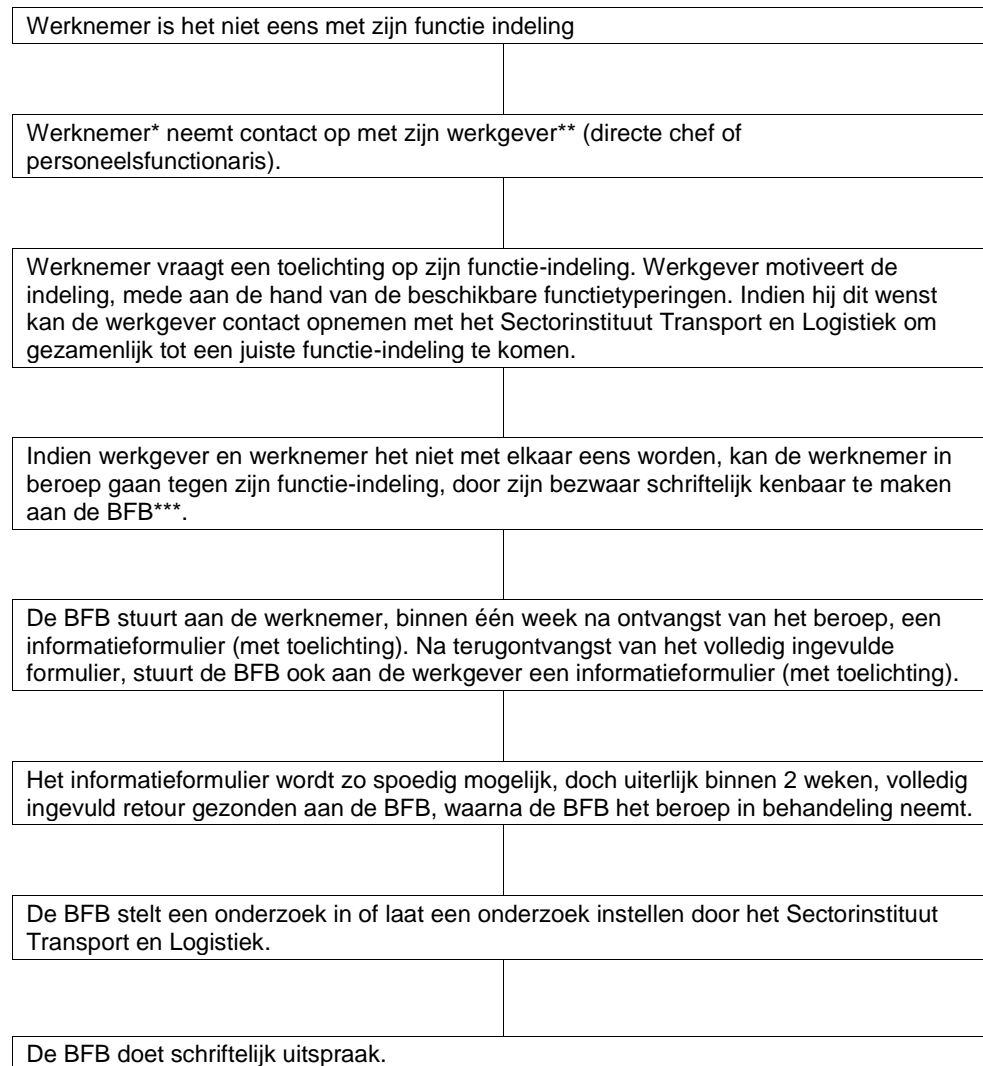 Werknemer is het niet eens met zijn functie indeling
Werknemer* neemt contact op met zijn werkgever** (directe chef of
personeelsfunctionaris).
Werknemer vraagt een toelichting op zijn functie-indeling. Werkgever motiveert de
indeling, mede aan de hand van de beschikbare functietyperingen. Indien hij dit wenst
kan de werkgever contact opnemen met het Sectorinstituut Transport en Logistiek om
gezamenlijk tot een juiste functie-indeling te komen.
Indien werkgever en werknemer het niet met elkaar eens worden, kan de werknemer in
beroep gaan tegen zijn functie-indeling, door zijn bezwaar schriftelijk kenbaar te maken
aan de BFB***.
De BFB stuurt aan de werknemer, binnen één week na ontvangst van het beroep, een
informatieformulier (met toelichting). Na terugontvangst van het volledig ingevulde
formulier, stuurt de BFB ook aan de werkgever een informatieformulier (met toelichting).
Het informatieformulier wordt zo spoedig mogelijk, doch uiterlijk binnen 2 weken, volledig
ingevuld retour gezonden aan de BFB, waarna de BFB het beroep in behandeling neemt.
De BFB stelt een onderzoek in of laat een onderzoek instellen door het Sectorinstituut
Transport en Logistiek.
De BFB doet schriftelijk uitspraak.